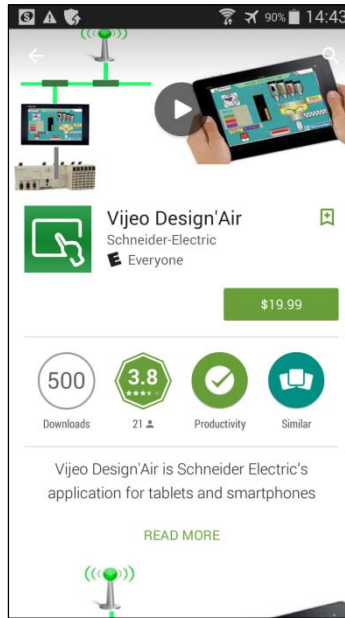 90% 14:43
Vijeo Design'Air
Schneider-Electric
E Everyone
$19.99
500
3.8
Downloads
21
Productivity
Similar
Vijeo Design'Air is Schneider Electric's
application for tablets and smartphones
READ MORE